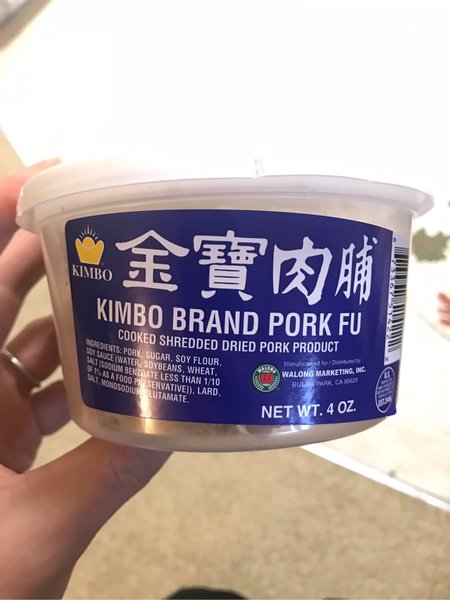 KIMBO
金寶肉脯
KIMBO BRAND PORK FU
COOKED SHREDDED DRIED PORK PRODUCT
INGREDIENTS: PORK, SUGAR, SOY FLOUR,
SOY SAUCE (WATER, SOYBEANS, WHEAT,
SALT (SODIUM BENZOATE LESS THAN 1/10
OF 1% AS A FOOD PRESERVATIVE)). LARD,
SALT, MONOSODIUM GLUTAMATE.
Manufactured for / Distributed by
WALONG
WALONG MARKETING, INC.
BUENA PARK, CA 90620
NET WT. 4 OZ.